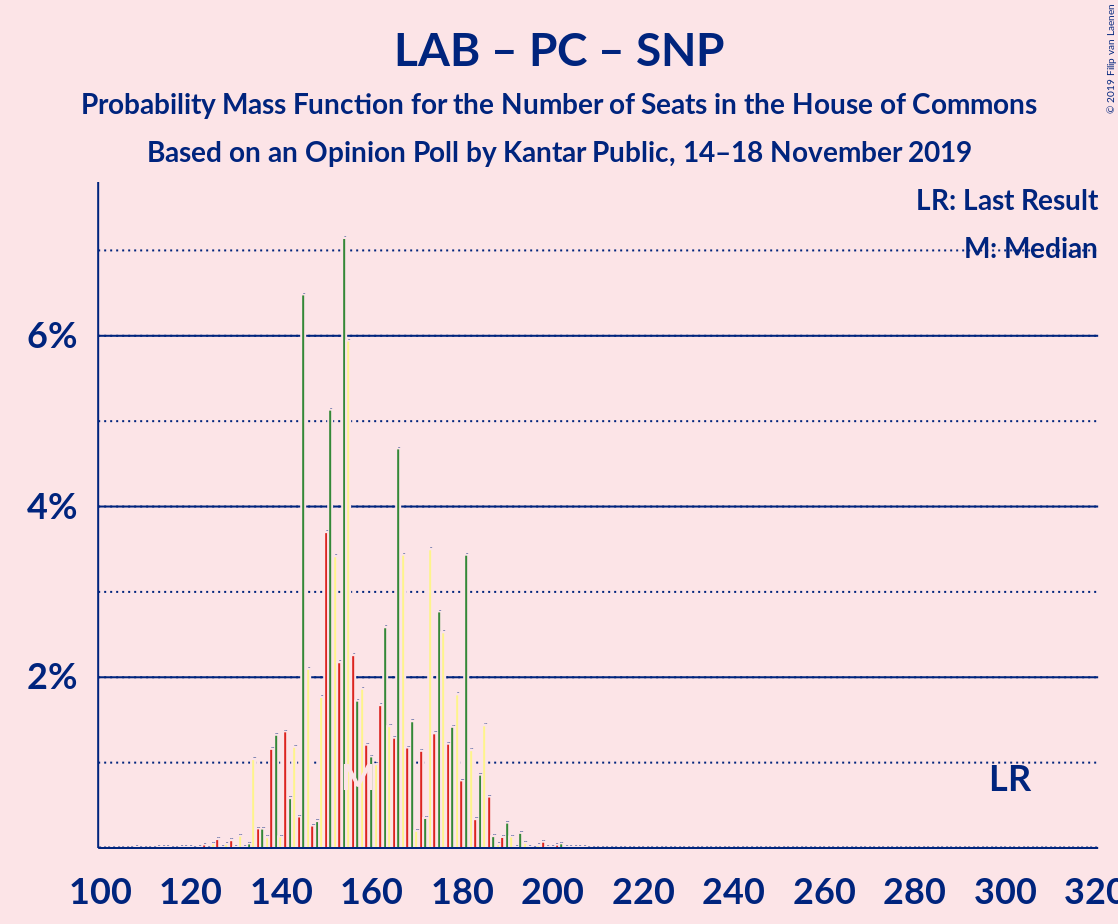 LAB – PC – SNP
Probability Mass Function for the Number of Seats in the House of Commons
Based on an Opinion Poll by Kantar Public, 14–18 November 2019
© 2019 Filip van Laenen
LR: Last Result
M: Median
6%
4%
2%
M
LR
100 120 140 160 180 200 220 240 260 280 300 320